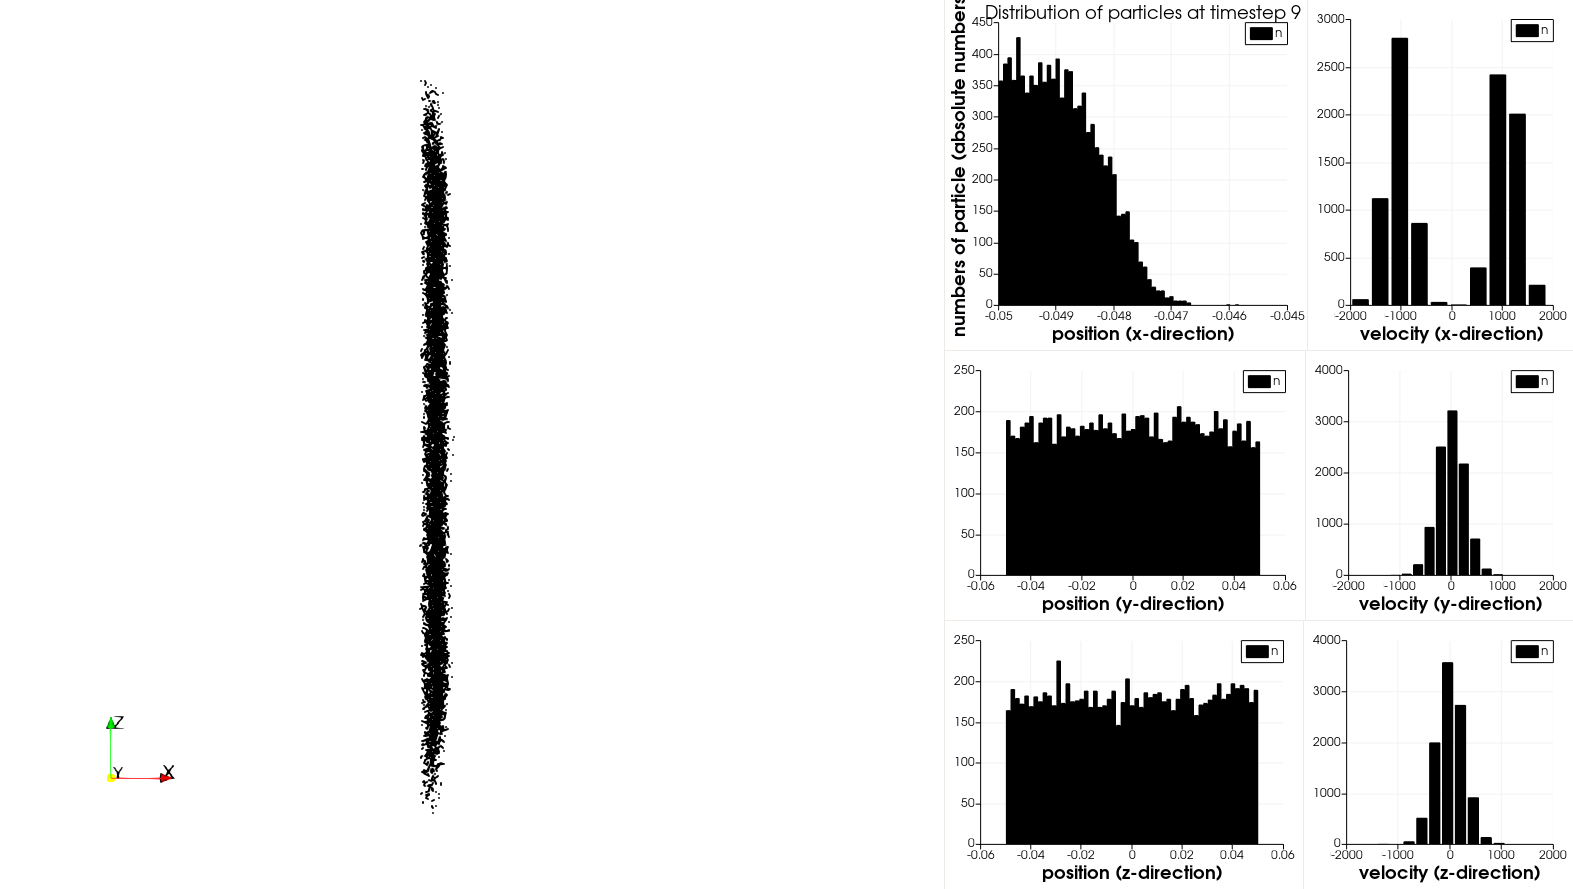 Distribution of particles at timestep 9
numbers of particle (absolute numbers
450
400
350
300
250
200
150
100
50
0
-0.05 -0.049 -0.048 -0.047 -0.046 -0.045
position (x-direction)
n
3000
2500
2000
1500
1000
500
0
-2000 -1000 0 1000 2000
velocity (x-direction)
n
250
200
150
100
50
0
-0.06 -0.04 -0.02 0 0.02 0.04 0.06
position (y-direction)
n
4000
3000
2000
1000
0
-2000 -1000 0 1000 2000
velocity (y-direction)
n
250
200
150
100
50
0
-0.06 -0.04 -0.02 0 0.02 0.04 0.06
position (z-direction)
n
4000
3000
2000
1000
0
-2000 -1000 0 1000 2000
velocity (z-direction)
n
Z
Y X